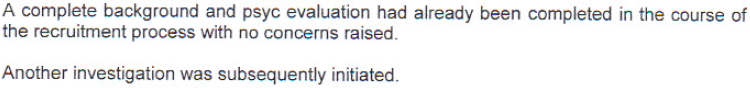 A complete background and psyc evaluation had already been completed in the course of
the recruitment process with no concerns raised.
Another investigation was subsequently initiated.